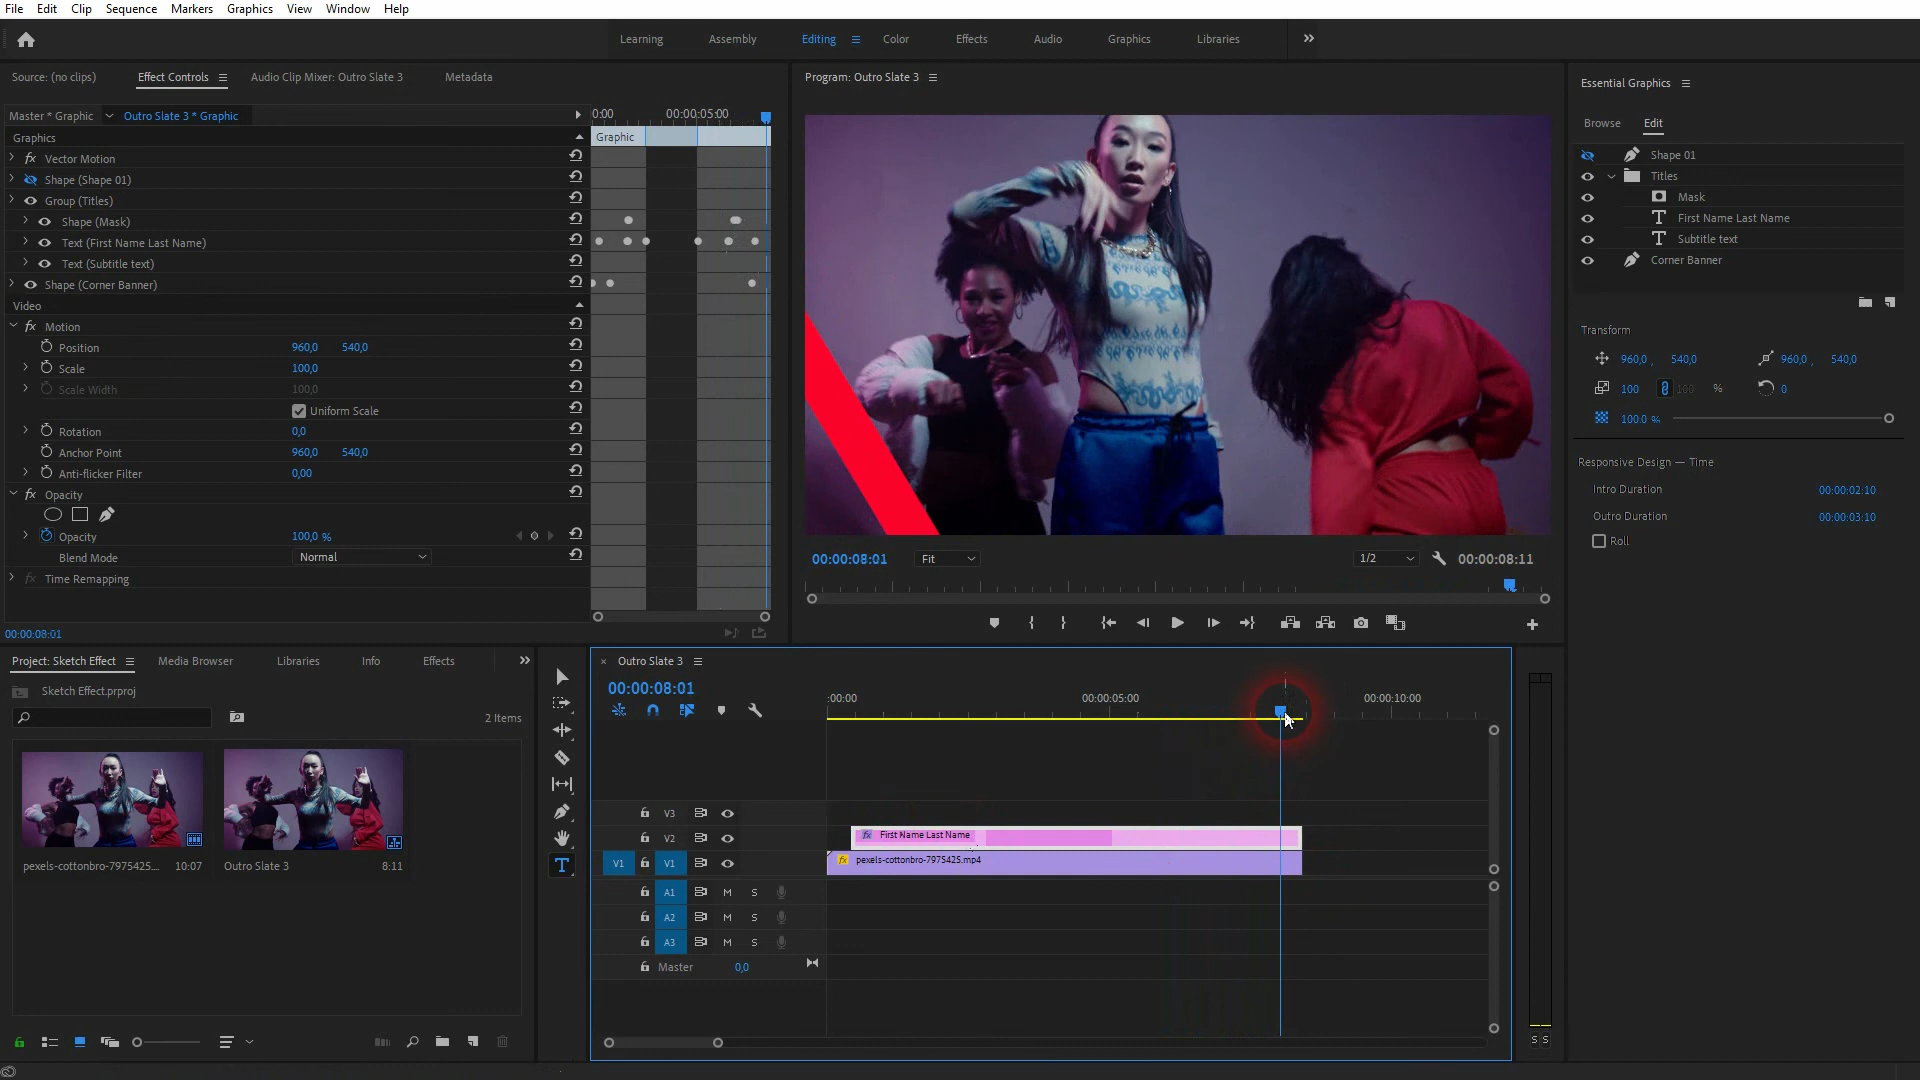 File Edit Clip Sequence Markers Graphics View Window Help
Learning Assembly Editing Color Effects Audio Graphics Libraries
Source: (no clips) Effect Controls Audio Clip Mixer: Outro Slate 3 Metadata
Master * Graphic Outro Slate 3 * Graphic
0:00 00:00:05:00
Graphics
Graphic
fx Vector Motion
Shape (Shape 01)
Group (Titles)
Shape (Mask)
Text (First Name Last Name)
Text (Subtitle text)
Shape (Corner Banner)
Video
fx Motion
Position 960,0 540,0
Scale 100,0
Scale Width 100,0
Uniform Scale
Rotation 0,0
Anchor Point 960,0 540,0
Anti-flicker Filter 0,00
fx Opacity
Opacity 100,0 %
Blend Mode Normal
fx Time Remapping
00:00:08:01
Program: Outro Slate 3
00:00:08:01 Fit 1/2 00:00:08:11
Essential Graphics
Browse Edit
Shape 01
Titles
Mask
T First Name Last Name
T Subtitle text
Corner Banner
Transform
960,0 , 540,0 960,0 , 540,0
100 100 % 0
100.0 %
Responsive Design — Time
Intro Duration 00:00:02:10
Outro Duration 00:00:03:10
Roll
Project: Sketch Effect Media Browser Libraries Info Effects
Sketch Effect.prproj
2 Items
pexels-cottonbro-7975425... 10:07
Outro Slate 3 8:11
T
× Outro Slate 3
00:00:08:01
:00:00 00:00:05:00 00:00:10:00
V3
V2
fx First Name Last Name
V1 V1
fx pexels-cottonbro-7975425.mp4
A1 M S
A2 M S
A3 M S
Master 0,0
S S